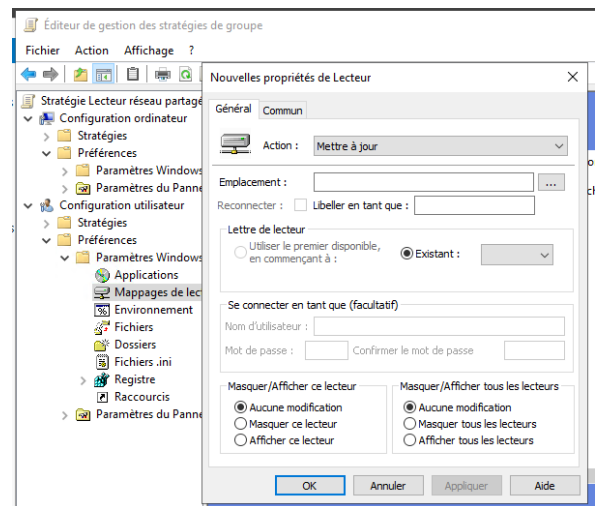 Éditeur de gestion des stratégies de groupe
Fichier Action Affichage ?
Stratégie Lecteur réseau partagé
Configuration ordinateur
Stratégies
Préférences
Paramètres Windows
Paramètres du Panne
Configuration utilisateur
Stratégies
Préférences
Paramètres Windows
Applications
Mappages de lec
Environnement
Fichiers
Dossiers
Fichiers .ini
Registre
Raccourcis
Paramètres du Panne
Nouvelles propriétés de Lecteur
Général Commun
Action : Mettre à jour
Emplacement : ...
Reconnecter : Libeller en tant que :
Lettre de lecteur
Utiliser le premier disponible,
en commençant à :
Existant :
Se connecter en tant que (facultatif)
Nom d'utilisateur :
Mot de passe : Confirmer le mot de passe
Masquer/Afficher ce lecteur
Aucune modification
Masquer ce lecteur
Afficher ce lecteur
Masquer/Afficher tous les lecteurs
Aucune modification
Masquer tous les lecteurs
Afficher tous les lecteurs
OK Annuler Appliquer Aide